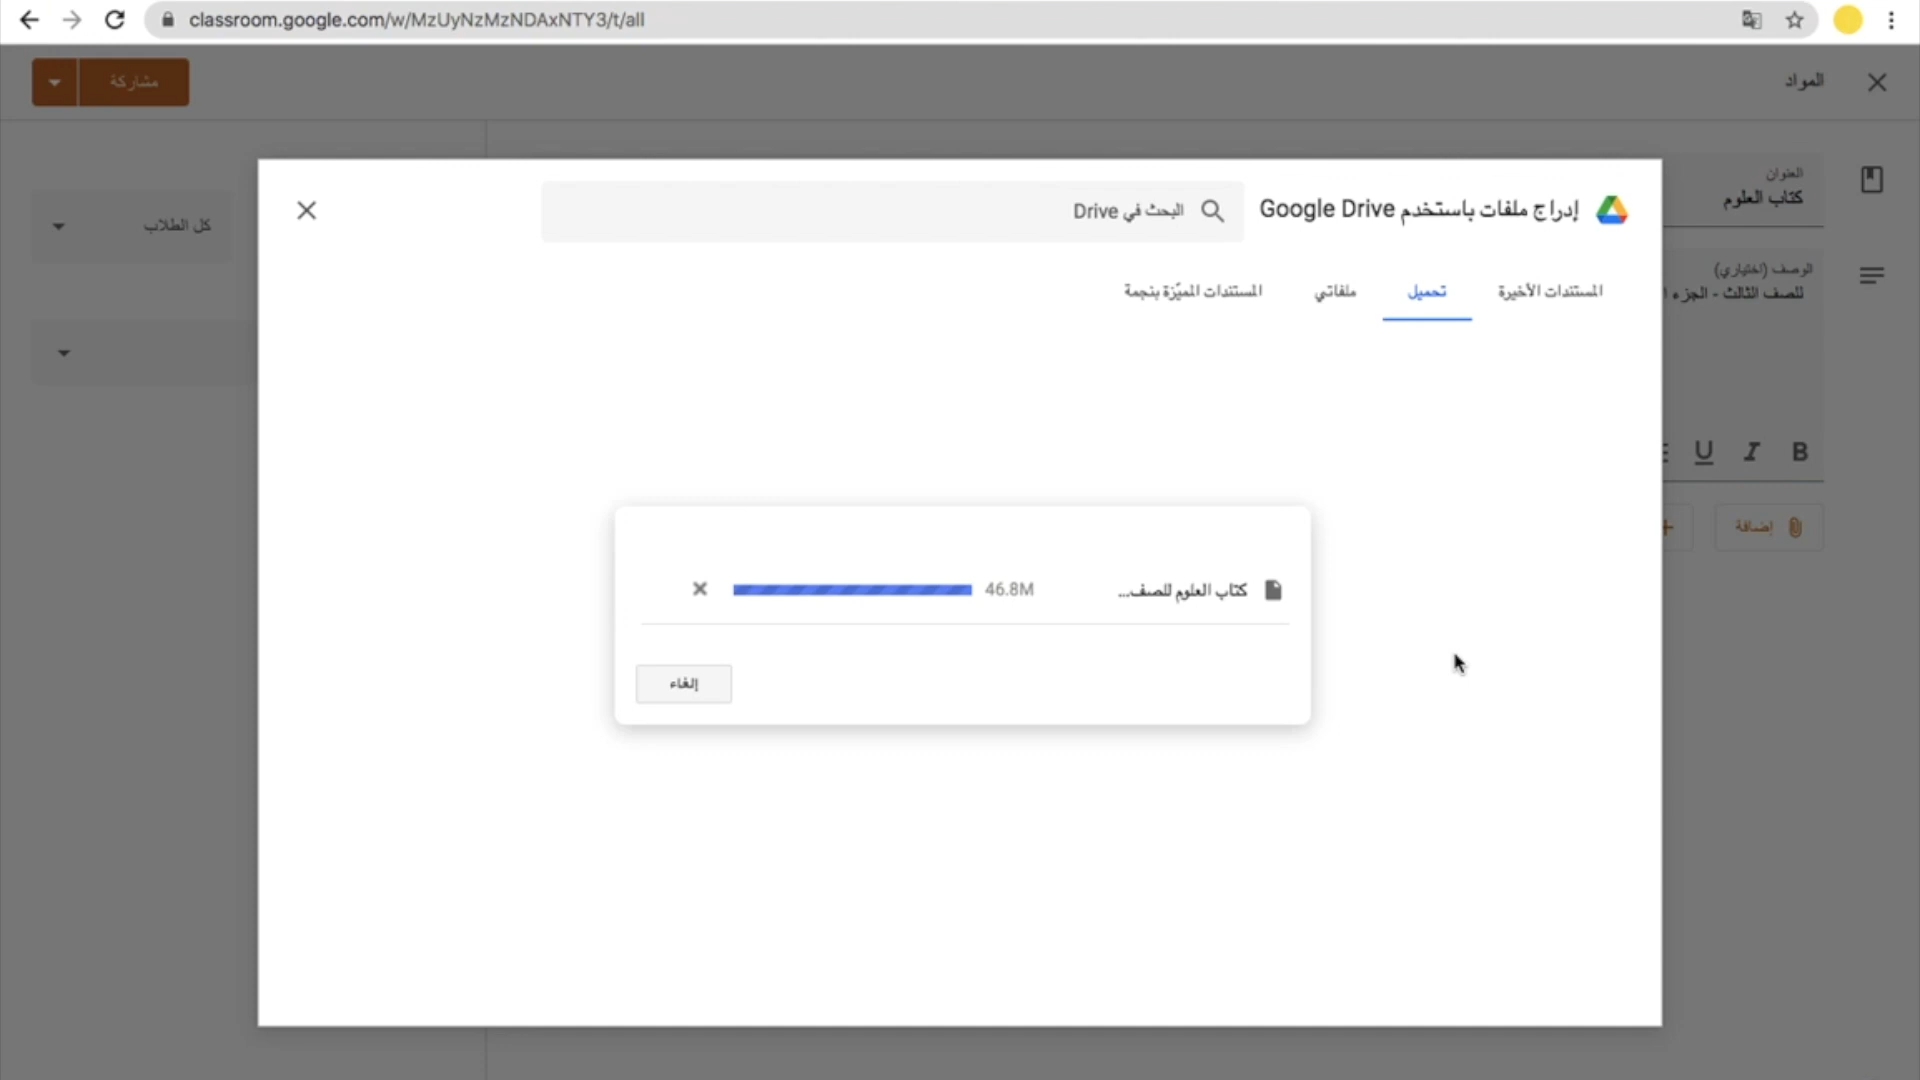 classroom.google.com/w/MzUyNzMzNDAxNTY3/t/all
المواد
مشاركة
العنوان
كتاب العلوم
الوصف (اختياري)
للصف الثالث - الجزء ا
B I U
إضافة
كل الطلاب
إدراج ملفات باستخدم Google Drive
البحث في Drive
المستندات الأخيرة
تحميل
ملفاتي
المستندات المميّزة بنجمة
كتاب العلوم للصف...
46.8M
إلغاء